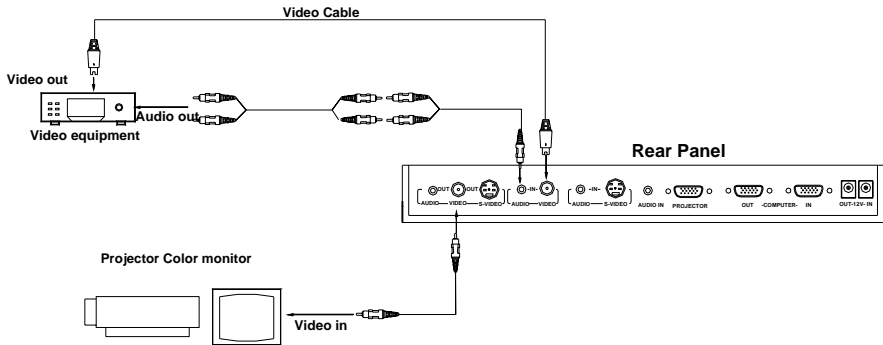 Video Cable
Video out
Audio out
Video equipment
Rear Panel
OUT OUT -IN- -IN-
AUDIO VIDEO S-VIDEO AUDIO VIDEO AUDIO S-VIDEO AUDIO IN PROJECTOR OUT -COMPUTER- IN OUT-12V- IN
Projector Color monitor
Video in